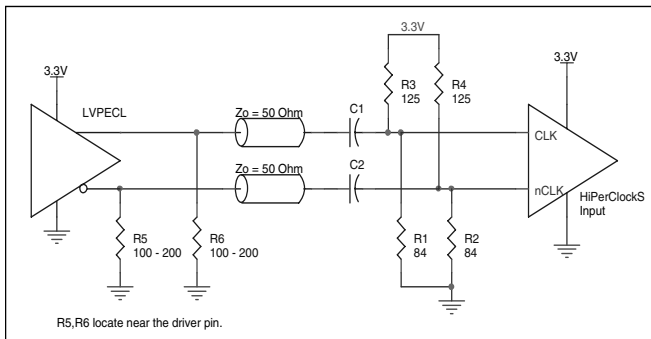 3.3V
3.3V
3.3V
R3
125
R4
125
LVPECL
Zo = 50 Ohm
C1
CLK
Zo = 50 Ohm
C2
nCLK
HiPerClockS
Input
R5
100 - 200
R6
100 - 200
R1
84
R2
84
R5,R6 locate near the driver pin.